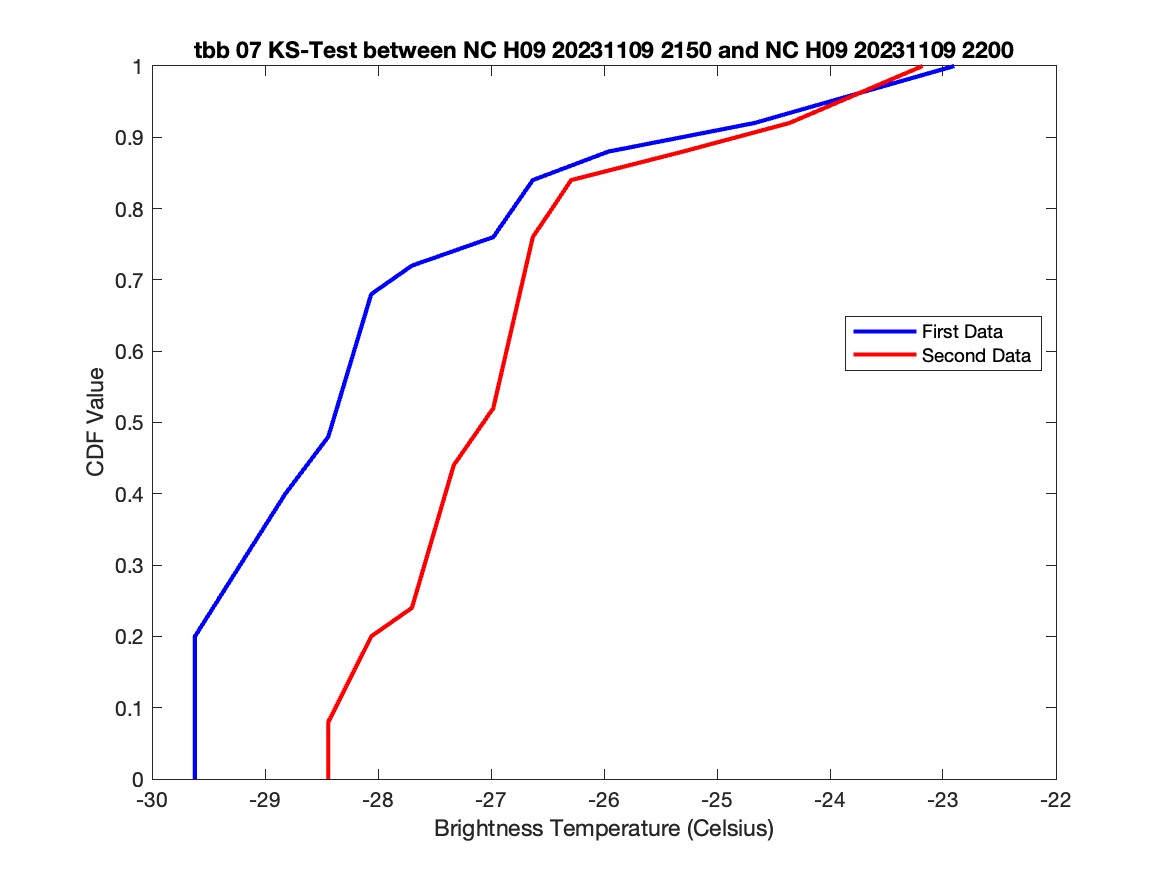 tbb 07 KS-Test between NC H09 20231109 2150 and NC H09 20231109 2200
1
0.9
0.8
0.7
0.6
0.5
0.4
0.3
0.2
0.1
0
CDF Value
First Data
Second Data
-30 -29 -28 -27 -26 -25 -24 -23 -22
Brightness Temperature (Celsius)